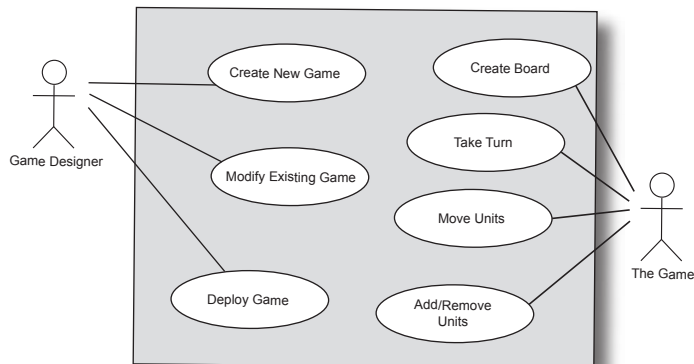 Create New Game
Create Board
Game Designer
Take Turn
Modify Existing Game
Move Units
The Game
Deploy Game
Add/Remove
Units